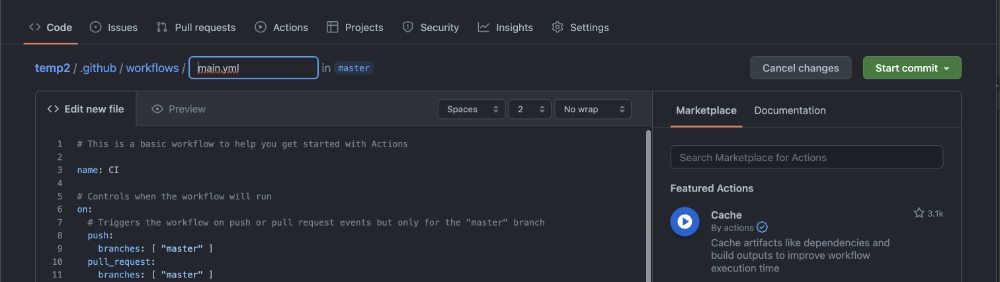 Code Issues Pull requests Actions Projects Security Insights Settings
temp2 / .github / workflows / main.yml in master Cancel changes Start commit
Edit new file Preview Spaces 2 No wrap
1 # This is a basic workflow to help you get started with Actions
2
3 name: CI
4
5 # Controls when the workflow will run
6 on:
7 # Triggers the workflow on push or pull request events but only for the "master" branch
8 push:
9 branches: [ "master" ]
10 pull_request:
11 branches: [ "master" ]
Marketplace Documentation
Search Marketplace for Actions
Featured Actions
Cache 3.1k
By actions
Cache artifacts like dependencies and
build outputs to improve workflow
execution time